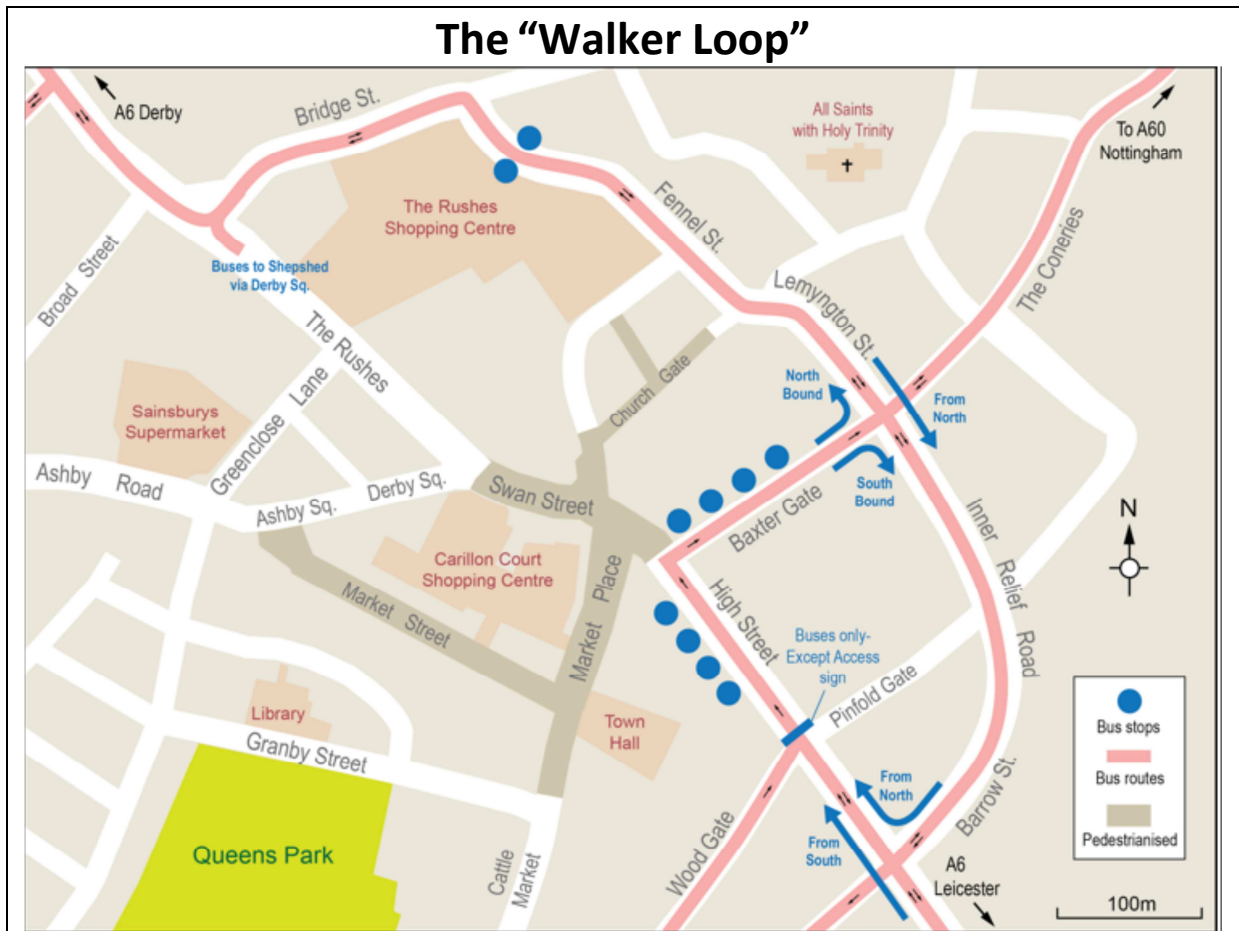 The “Walker Loop”
A6 Derby
Bridge St.
All Saints
with Holy Trinity
To A60
Nottingham
The Rushes
Shopping Centre
Fennel St.
The Coneries
Broad Street
Buses to Shepshed
via Derby Sq.
Lemyngton St.
The Rushes
Church Gate
North
Bound
From
North
Sainsburys
Supermarket
Greenclose Lane
Ashby Road
Derby Sq.
Ashby Sq.
Swan Street
South
Bound
Baxter Gate
Inner Relief Road
N
Carillon Court
Shopping Centre
Market Place
Market Street
High Street
Buses only-
Except Access
sign
Pinfold Gate
Library
Town
Hall
Granby Street
Bus stops
Bus routes
Pedestrianised
From
North
Barrow St.
From
South
Queens Park
Cattle
Market
Wood Gate
A6
Leicester
100m